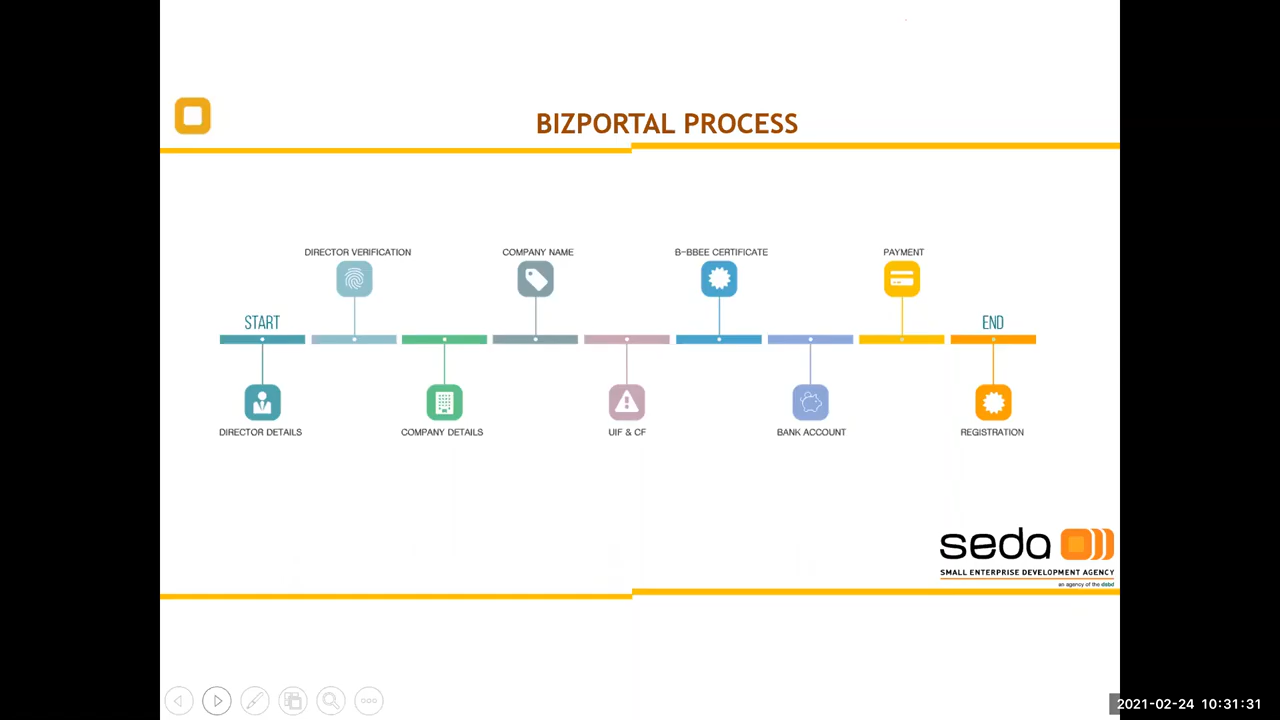 BIZPORTAL PROCESS
DIRECTOR VERIFICATION
COMPANY NAME
B-BBEE CERTIFICATE
PAYMENT
START
END
DIRECTOR DETAILS
COMPANY DETAILS
UIF & CF
BANK ACCOUNT
REGISTRATION
seda
SMALL ENTERPRISE DEVELOPMENT AGENCY
an agency of the dsbd
2021-02-24 10:31:31